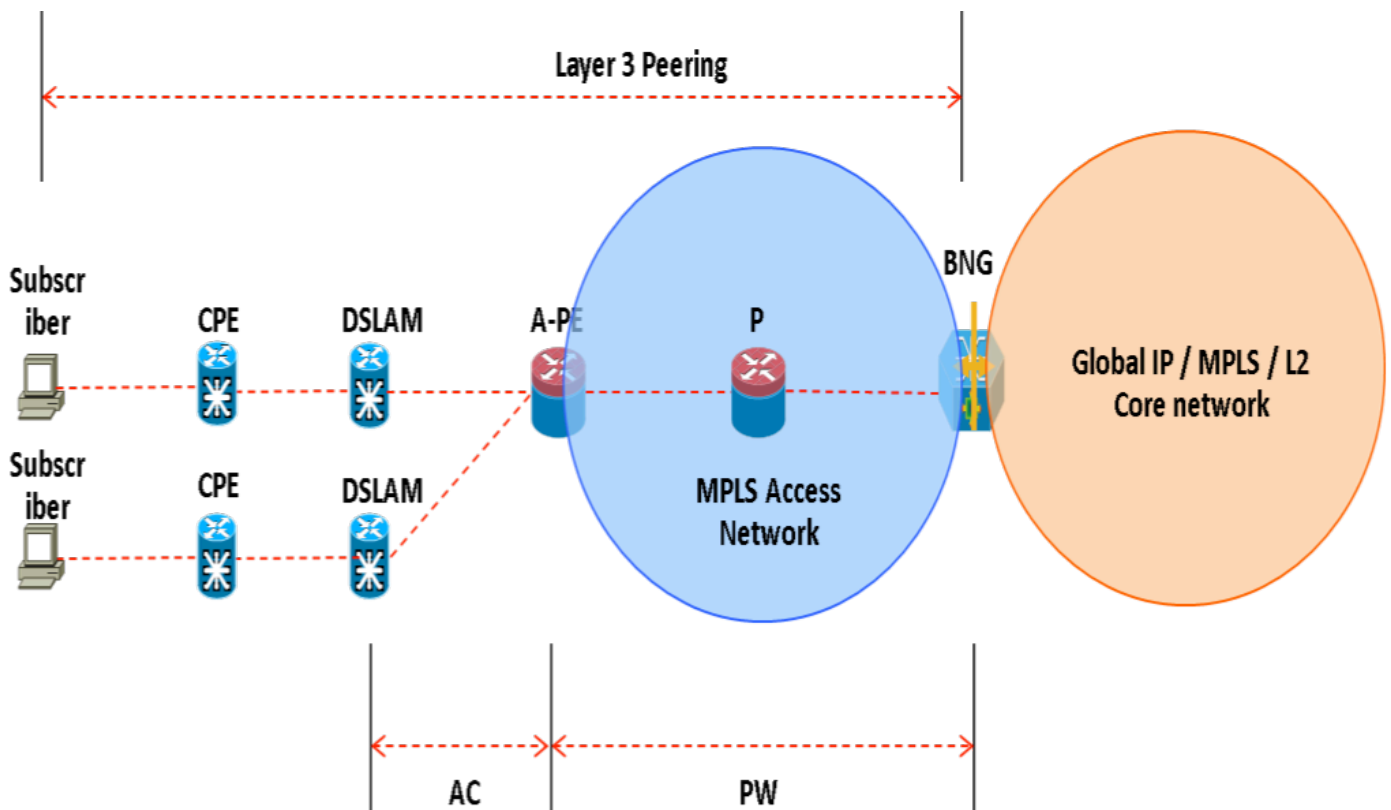 Layer 3 Peering
BNG
Subscr
iber
CPE
DSLAM
A-PE
P
Global IP / MPLS / L2
Core network
Subscr
iber
CPE
DSLAM
MPLS Access
Network
AC
PW